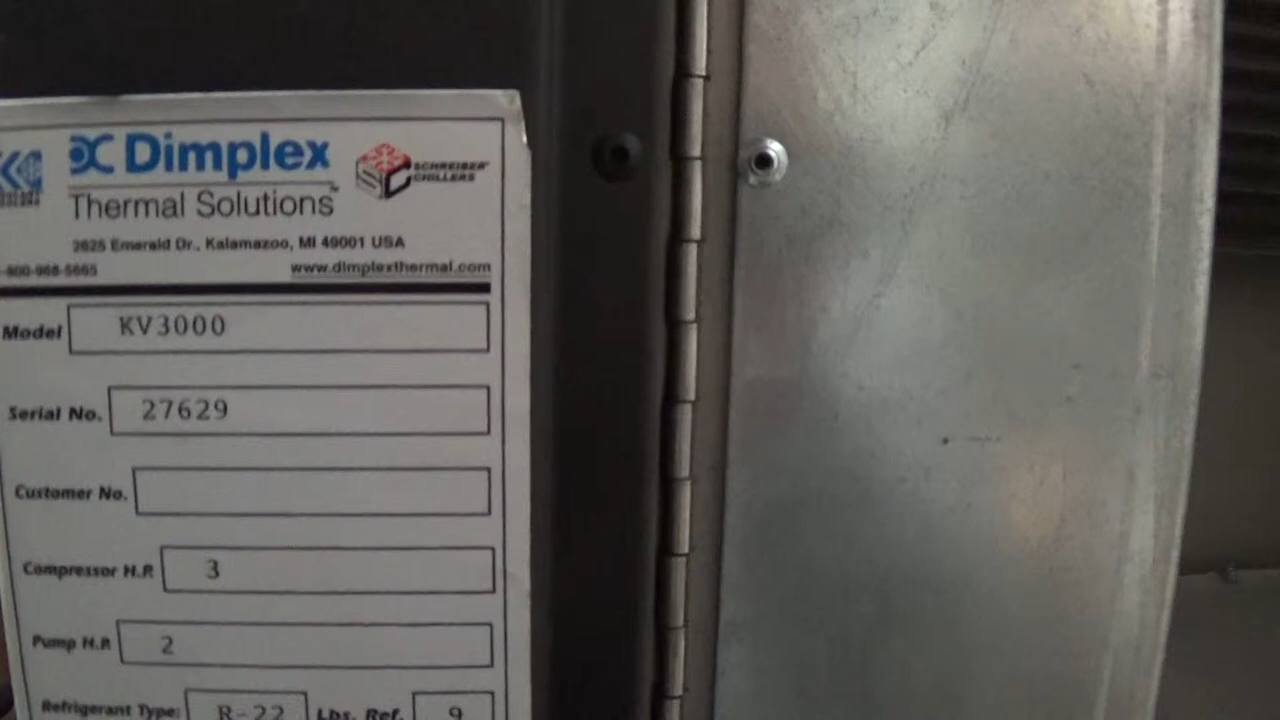 Dimplex
Thermal Solutions™
SCHREIBER
CHILLERS
2625 Emerald Dr., Kalamazoo, MI 49001 USA
-800-968-5665
www.dimplexthermal.com
Model KV3000
Serial No. 27629
Customer No.
Compressor H.P. 3
Pump H.P. 2
Refrigerant Type: R-22 Lbs. Ref. 9